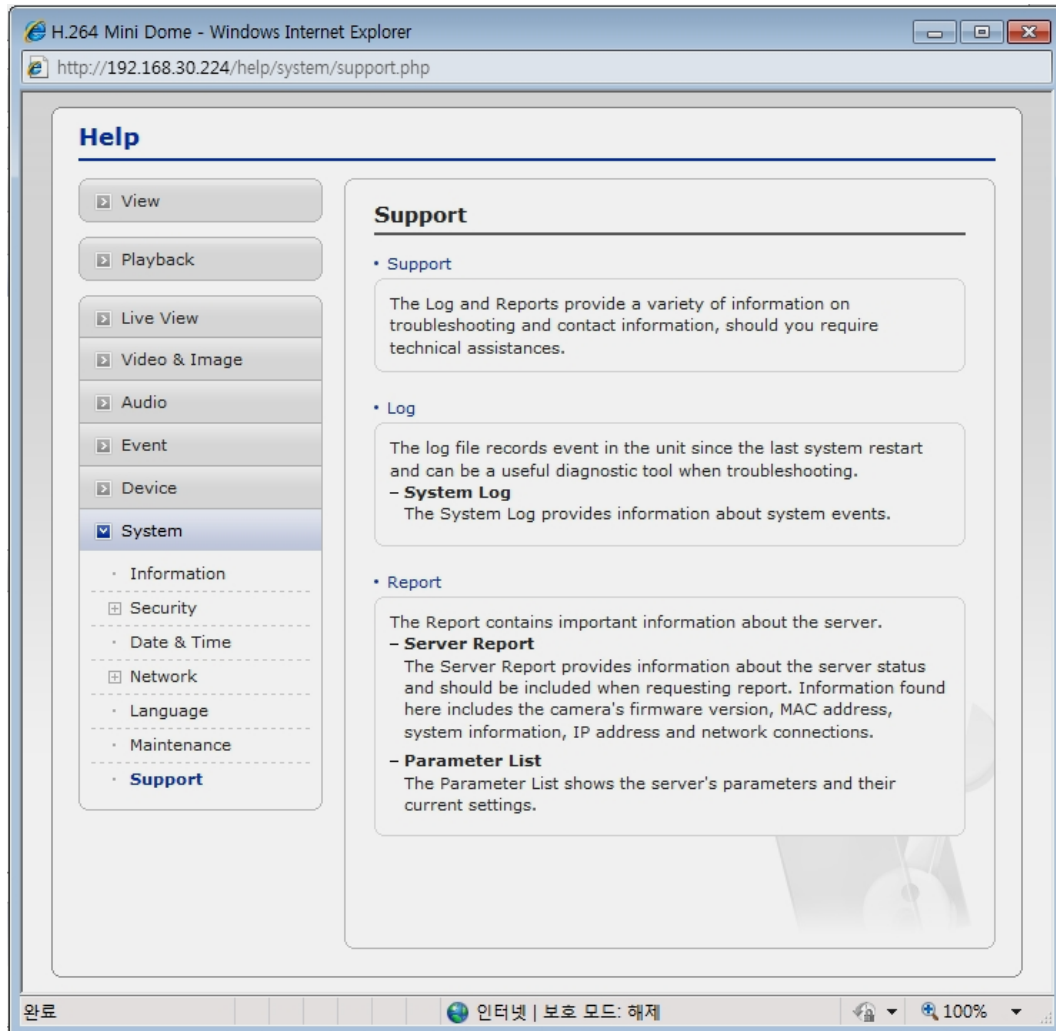 H.264 Mini Dome - Windows Internet Explorer
http://192.168.30.224/help/system/support.php
Help
View
Playback
Live View
Video & Image
Audio
Event
Device
System
· Information
Security
· Date & Time
Network
· Language
· Maintenance
· Support
Support
• Support
The Log and Reports provide a variety of information on
troubleshooting and contact information, should you require
technical assistances.
• Log
The log file records event in the unit since the last system restart
and can be a useful diagnostic tool when troubleshooting.
– System Log
The System Log provides information about system events.
• Report
The Report contains important information about the server.
– Server Report
The Server Report provides information about the server status
and should be included when requesting report. Information found
here includes the camera's firmware version, MAC address,
system information, IP address and network connections.
– Parameter List
The Parameter List shows the server's parameters and their
current settings.
완료
인터넷 | 보호 모드: 해제
100%